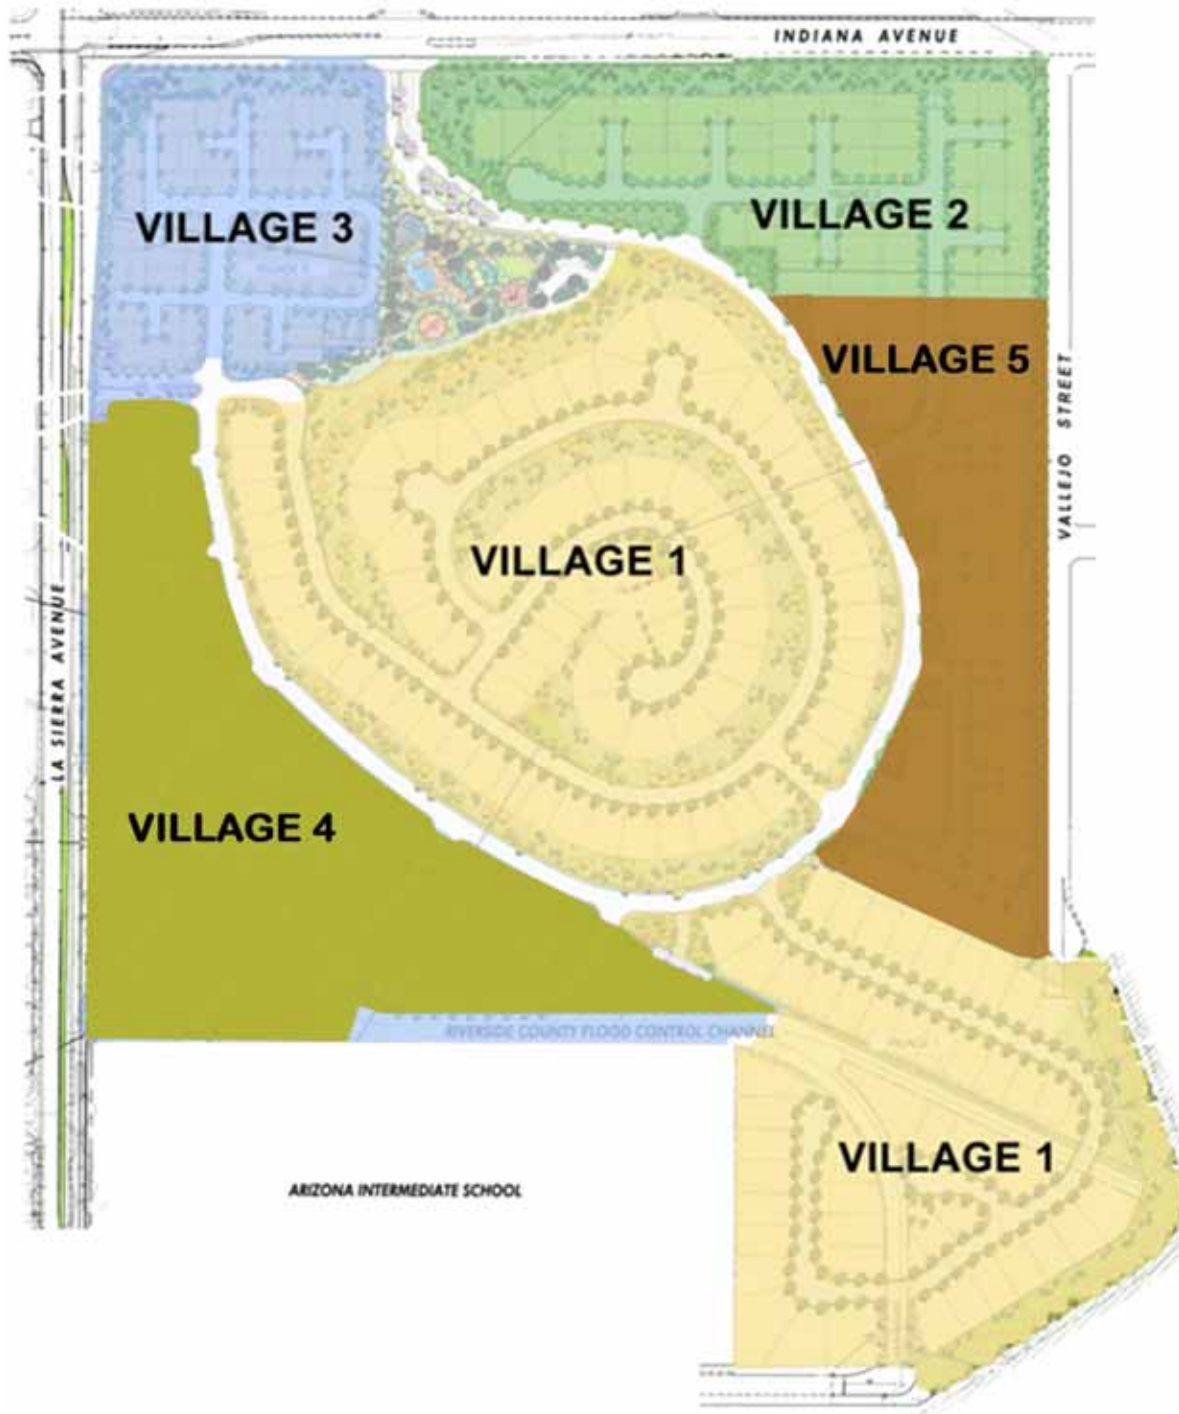 INDIANA AVENUE
VILLAGE 3
VILLAGE 2
VILLAGE 5
VALLEJO STREET
VILLAGE 1
LA SIERRA AVENUE
VILLAGE 4
RIVERSIDE COUNTY FLOOD CONTROL CHANNEL
VILLAGE 1
ARIZONA INTERMEDIATE SCHOOL